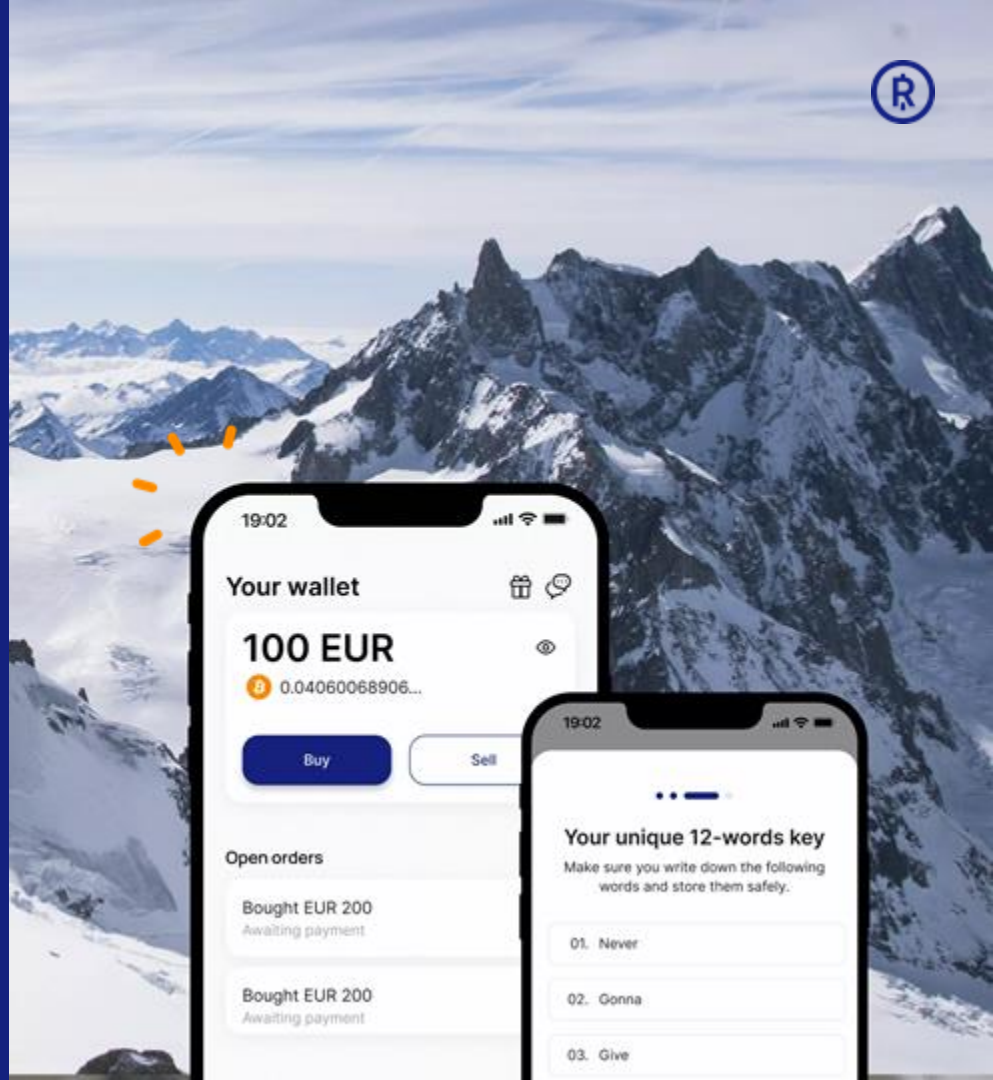 19:02
Your wallet
100 EUR
0.04060068906...
Buy
Sell
Open orders
Bought EUR 200
Awaiting payment
Bought EUR 200
Awaiting payment
19:02
Your unique 12-words key
Make sure you write down the following
words and store them safely.
01. Never
02. Gonna
03. Give